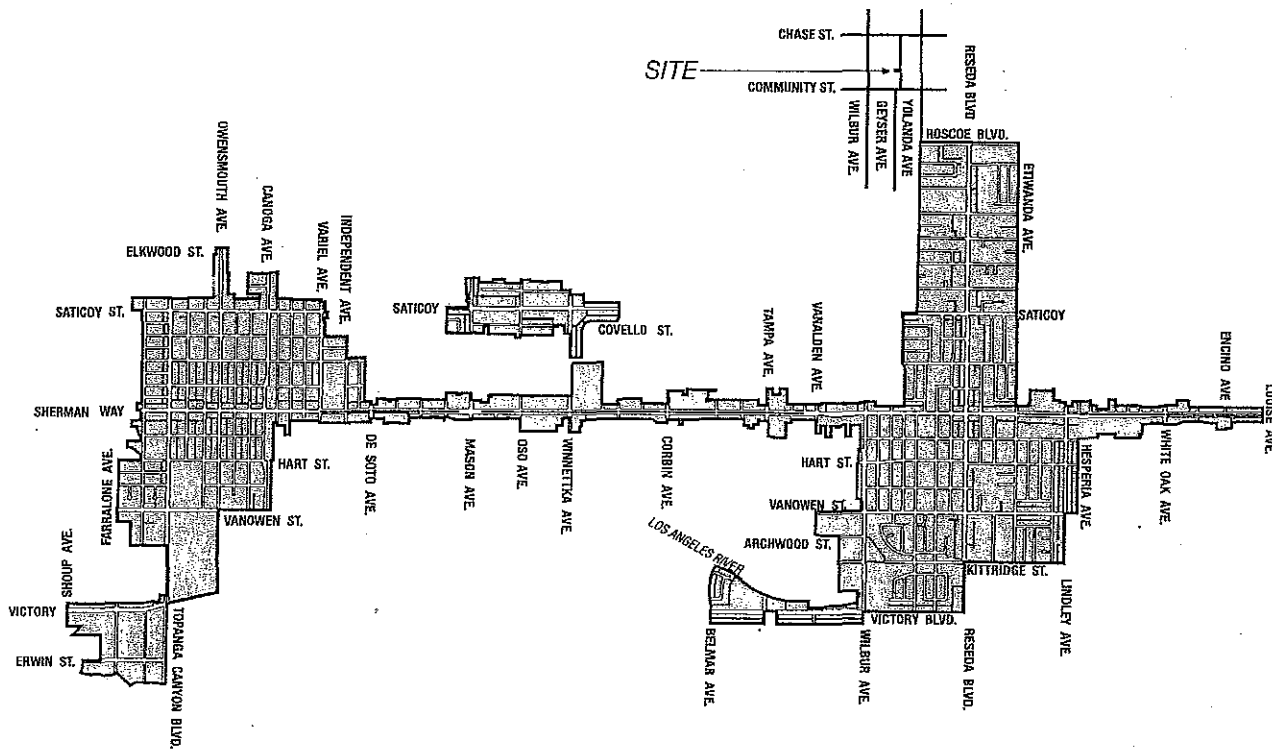 CHASE ST.
SITE
COMMUNITY ST.
RESEDA BLVD
WILBUR AVE.
GEYSER AVE.
YOLANDA AVE
ROSCOE BLVD.
ETIWANDA AVE.
OWENSMOUTH AVE.
CANOGA AVE.
VARIEL AVE.
INDEPENDENT AVE.
ELKWOOD ST.
SATICOY ST.
SATICOY
COVELLO ST.
TAMPA AVE.
VANALDEN AVE.
SATICOY
ENCINO AVE
LOUISE AVE.
SHERMAN WAY
HART ST.
DE SOTO AVE.
MASON AVE.
OSO AVE.
WINNETTKA AVE.
CORBIN AVE.
HART ST.
HESPERIA AVE.
WHITE OAK AVE.
FARRALONE AVE.
VANOWEN ST.
VANOWEN ST.
ARCHWOOD ST.
LOS ANGELES RIVER
KITTRIDGE ST.
LINDLEY AVE.
SHOUP AVE.
VICTORY
ERWIN ST.
TOPANGA CANYON BLVD.
BELMAR AVE.
VICTORY BLVD.
WILBUR AVE.
RESEDA BLVD.